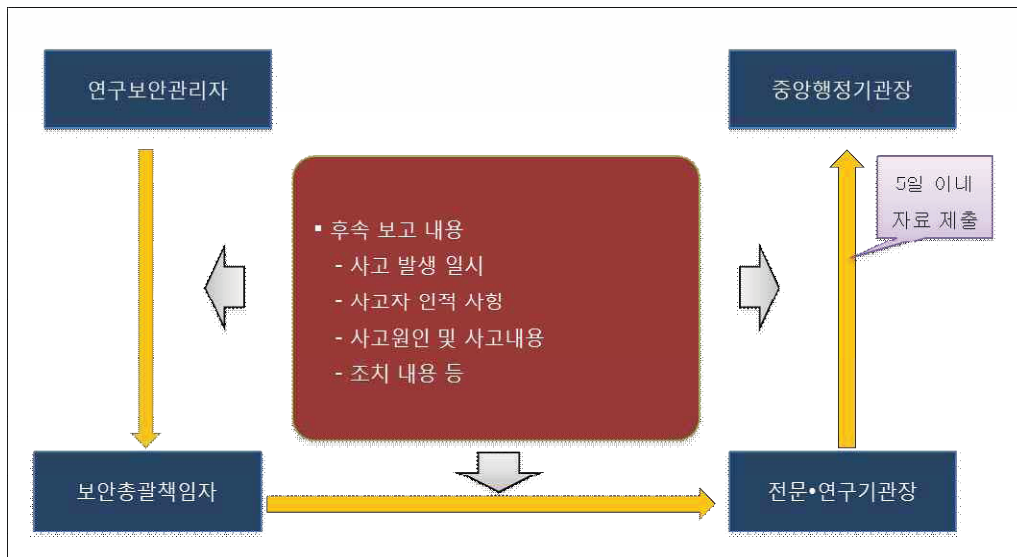 연구보안관리자
중앙행정기관장
5일 이내
자료 제출
▪ 후속 보고 내용
- 사고 발생 일시
- 사고자 인적 사항
- 사고원인 및 사고내용
- 조치 내용 등
보안총괄책임자
전문•연구기관장